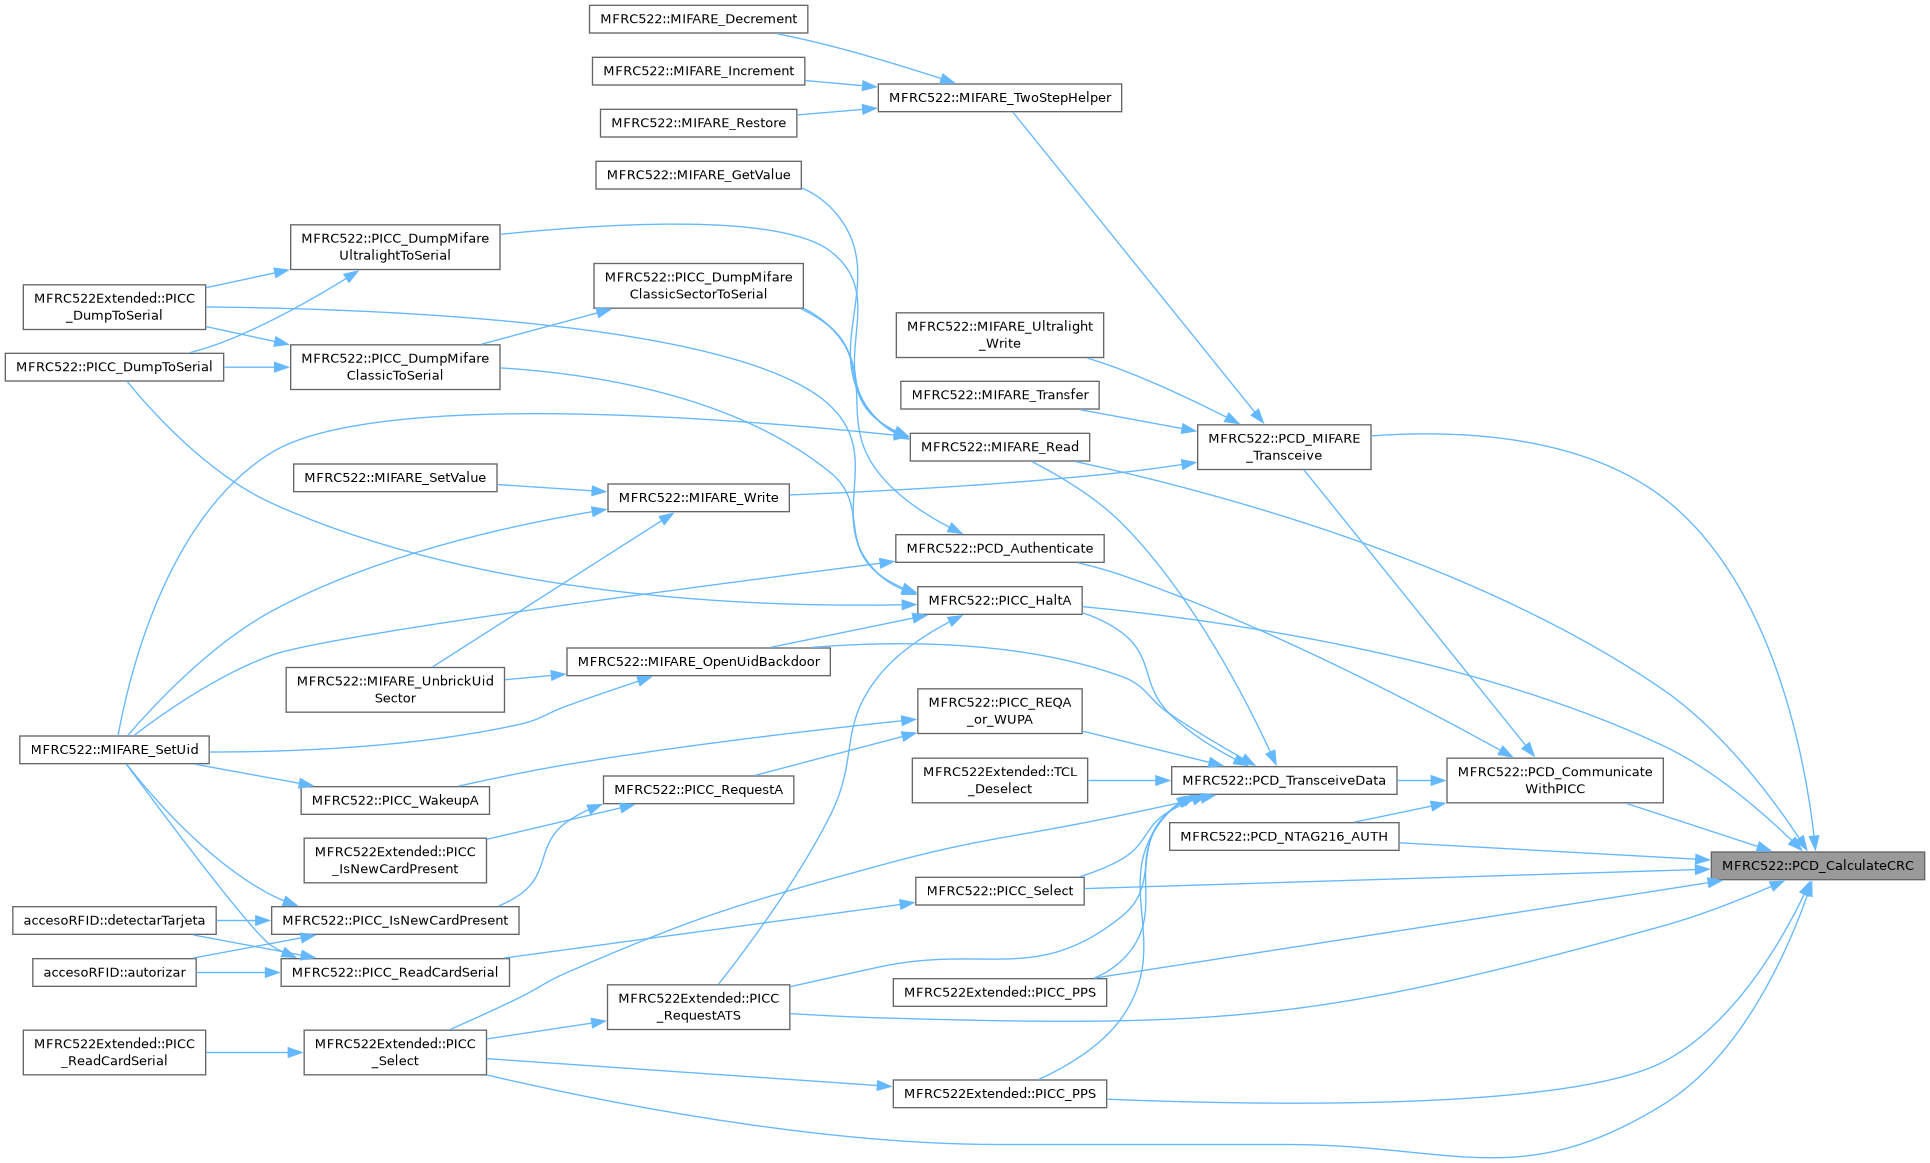 MFRC522::MIFARE_Decrement
MFRC522::MIFARE_Increment
MFRC522::MIFARE_TwoStepHelper
MFRC522::MIFARE_Restore
MFRC522::MIFARE_GetValue
MFRC522::PICC_DumpMifare
UltralightToSerial
MFRC522::PICC_DumpMifare
ClassicSectorToSerial
MFRC522Extended::PICC
_DumpToSerial
MFRC522::MIFARE_Ultralight
_Write
MFRC522::PICC_DumpToSerial
MFRC522::PICC_DumpMifare
ClassicToSerial
MFRC522::MIFARE_Transfer
MFRC522::MIFARE_Read
MFRC522::PCD_MIFARE
_Transceive
MFRC522::MIFARE_SetValue
MFRC522::MIFARE_Write
MFRC522::PCD_Authenticate
MFRC522::PICC_HaltA
MFRC522::MIFARE_OpenUidBackdoor
MFRC522::MIFARE_UnbrickUid
Sector
MFRC522::PICC_REQA
_or_WUPA
MFRC522::MIFARE_SetUid
MFRC522Extended::TCL
_Deselect
MFRC522::PCD_TransceiveData
MFRC522::PCD_Communicate
WithPICC
MFRC522::PICC_WakeupA
MFRC522::PICC_RequestA
MFRC522::PCD_NTAG216_AUTH
MFRC522Extended::PICC
_IsNewCardPresent
MFRC522::PCD_CalculateCRC
MFRC522::PICC_Select
accesoRFID::detectarTarjeta
MFRC522::PICC_IsNewCardPresent
accesoRFID::autorizar
MFRC522::PICC_ReadCardSerial
MFRC522Extended::PICC_PPS
MFRC522Extended::PICC
_RequestATS
MFRC522Extended::PICC
_ReadCardSerial
MFRC522Extended::PICC
_Select
MFRC522Extended::PICC_PPS